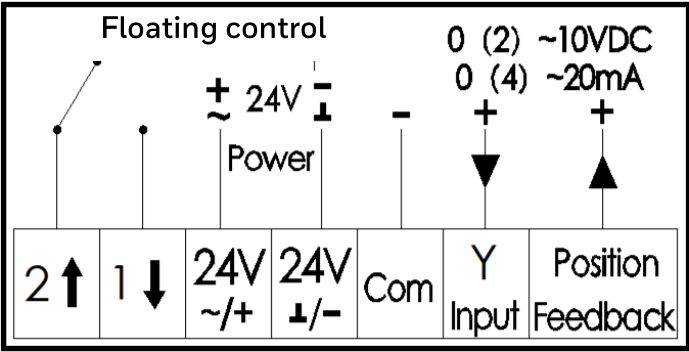 Floating control
0 (2) ~10VDC
0 (4) ~20mA
+ ~ 24V - ⊥
- + +
Power
2↑ 1↓ 24V ~/+ 24V ⊥/- Com Y Input Position Feedback